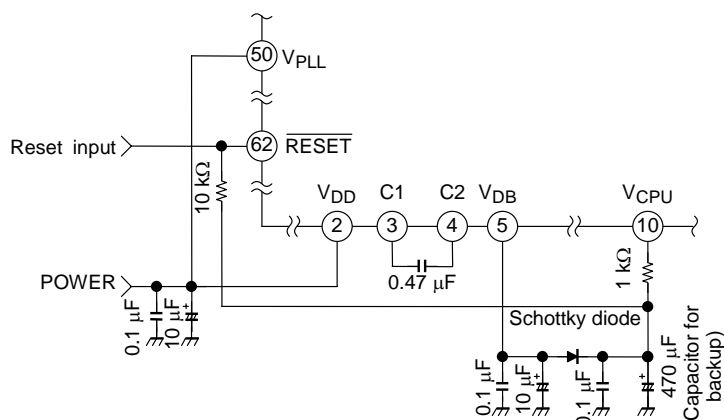 50 VPLL
Reset input
62 RESET
10 kΩ
VDD C1 C2 VDB VCPU
2 3 4 5 10
0.47 µF
1 kΩ
POWER
0.1 µF
10 µF
+
Schottky diode
0.1 µF
10 µF
+
0.1 µF
+
470 µF
(Capacitor for
backup)